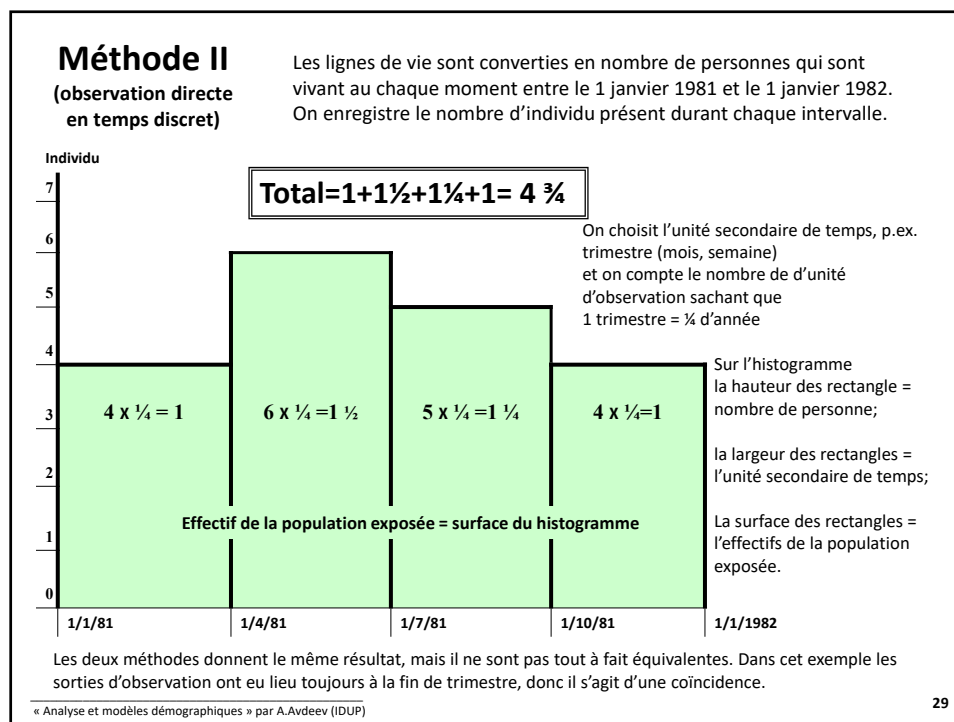 Méthode II
(observation directe
en temps discret)
Les lignes de vie sont converties en nombre de personnes qui sont
vivant au chaque moment entre le 1 janvier 1981 et le 1 janvier 1982.
On enregistre le nombre d'individu présent durant chaque intervalle.
Individu
Total=1+1½+1¼+1= 4 ¾
7
6
5
4
3
2
1
0
On choisit l'unité secondaire de temps, p.ex.
trimestre (mois, semaine)
et on compte le nombre de d'unité
d'observation sachant que
1 trimestre = ¼ d'année
4 x ¼ = 1
6 x ¼ =1 ½
5 x ¼ =1 ¼
4 x ¼=1
Sur l'histogramme
la hauteur des rectangle =
nombre de personne;
la largeur des rectangles =
l'unité secondaire de temps;
La surface des rectangles =
l'effectifs de la population
exposée.
Effectif de la population exposée = surface du histogramme
1/1/81
1/4/81
1/7/81
1/10/81
1/1/1982
Les deux méthodes donnent le même résultat, mais il ne sont pas tout à fait équivalentes. Dans cet exemple les
sorties d'observation ont eu lieu toujours à la fin de trimestre, donc il s'agit d'une coïncidence.
« Analyse et modèles démographiques » par A.Avdeev (IDUP)
29